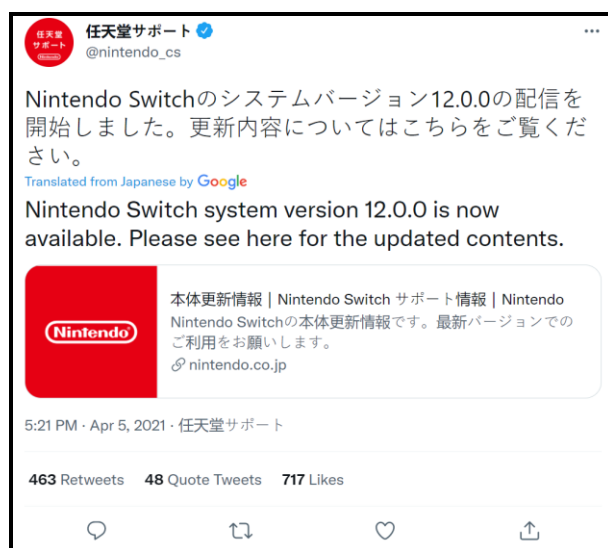 任天堂
サポート
Nintendo
任天堂サポート
@nintendo_cs
Nintendo Switchのシステムバージョン12.0.0の配信を
開始しました。更新内容についてはこちらをご覧くだ
さい。
Translated from Japanese by Google
Nintendo Switch system version 12.0.0 is now
available. Please see here for the updated contents.
Nintendo
本体更新情報 | Nintendo Switch サポート情報 | Nintendo
Nintendo Switchの本体更新情報です。最新バージョンでの
ご利用をお願いします。
nintendo.co.jp
5:21 PM · Apr 5, 2021 · 任天堂サポート
463 Retweets 48 Quote Tweets 717 Likes